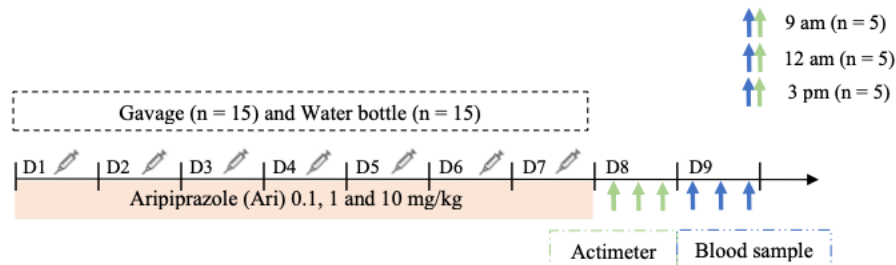 9 am (n = 5)
12 am (n = 5)
3 pm (n = 5)
Gavage (n = 15) and Water bottle (n = 15)
D1 D2 D3 D4 D5 D6 D7 D8 D9
Aripiprazole (Ari) 0.1, 1 and 10 mg/kg
Actimeter Blood sample